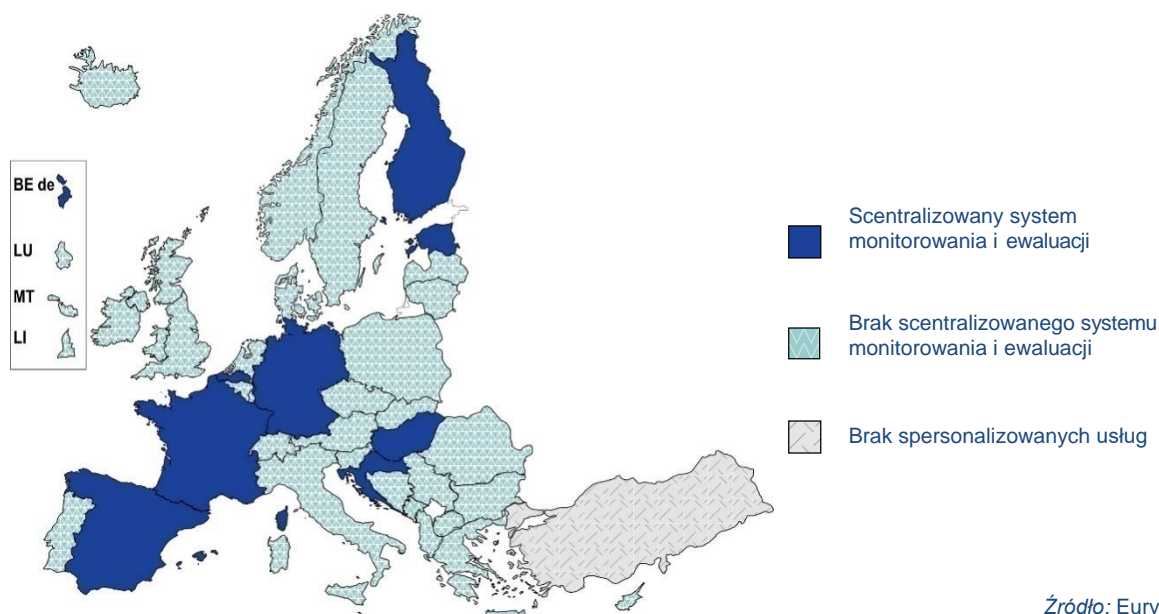 BE de
LU
MT
LI
Scentralizowany system
monitorowania i ewaluacji
Brak scentralizowanego systemu
monitorowania i ewaluacji
Brak spersonalizowanych usług
Źródło: Eury